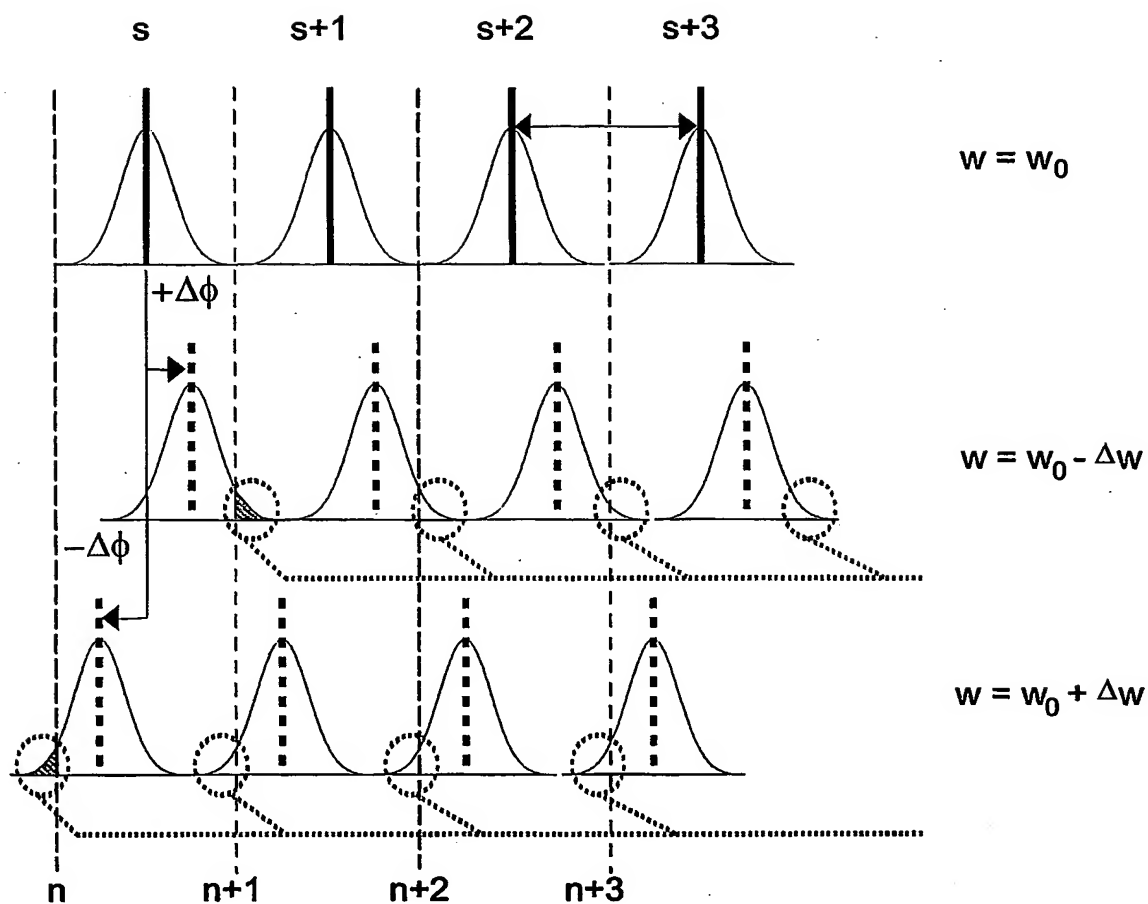 s s+1 s+2 s+3
w = w₀
+Δϕ
w = w₀ - Δw
−Δϕ
w = w₀ + Δw
n n+1 n+2 n+3